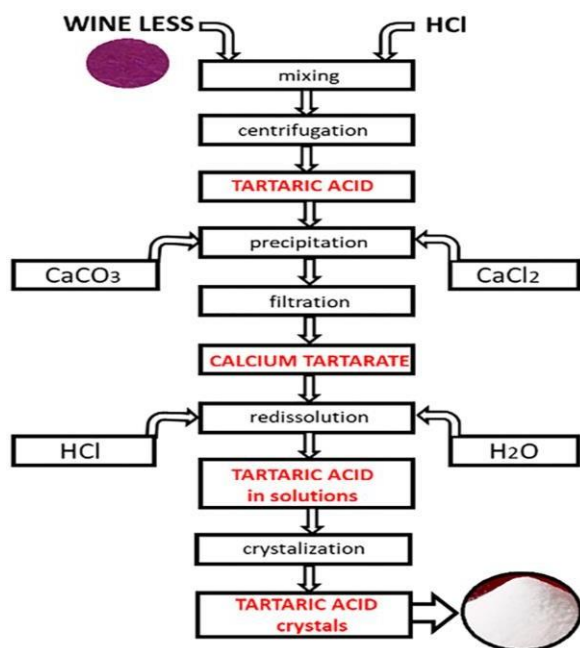 WINE LESS
HCl
mixing
centrifugation
TARTARIC ACID
precipitation
CaCO3
CaCl2
filtration
CALCIUM TARTARATE
redissolution
HCl
H2O
TARTARIC ACID
in solutions
crystalization
TARTARIC ACID
crystals